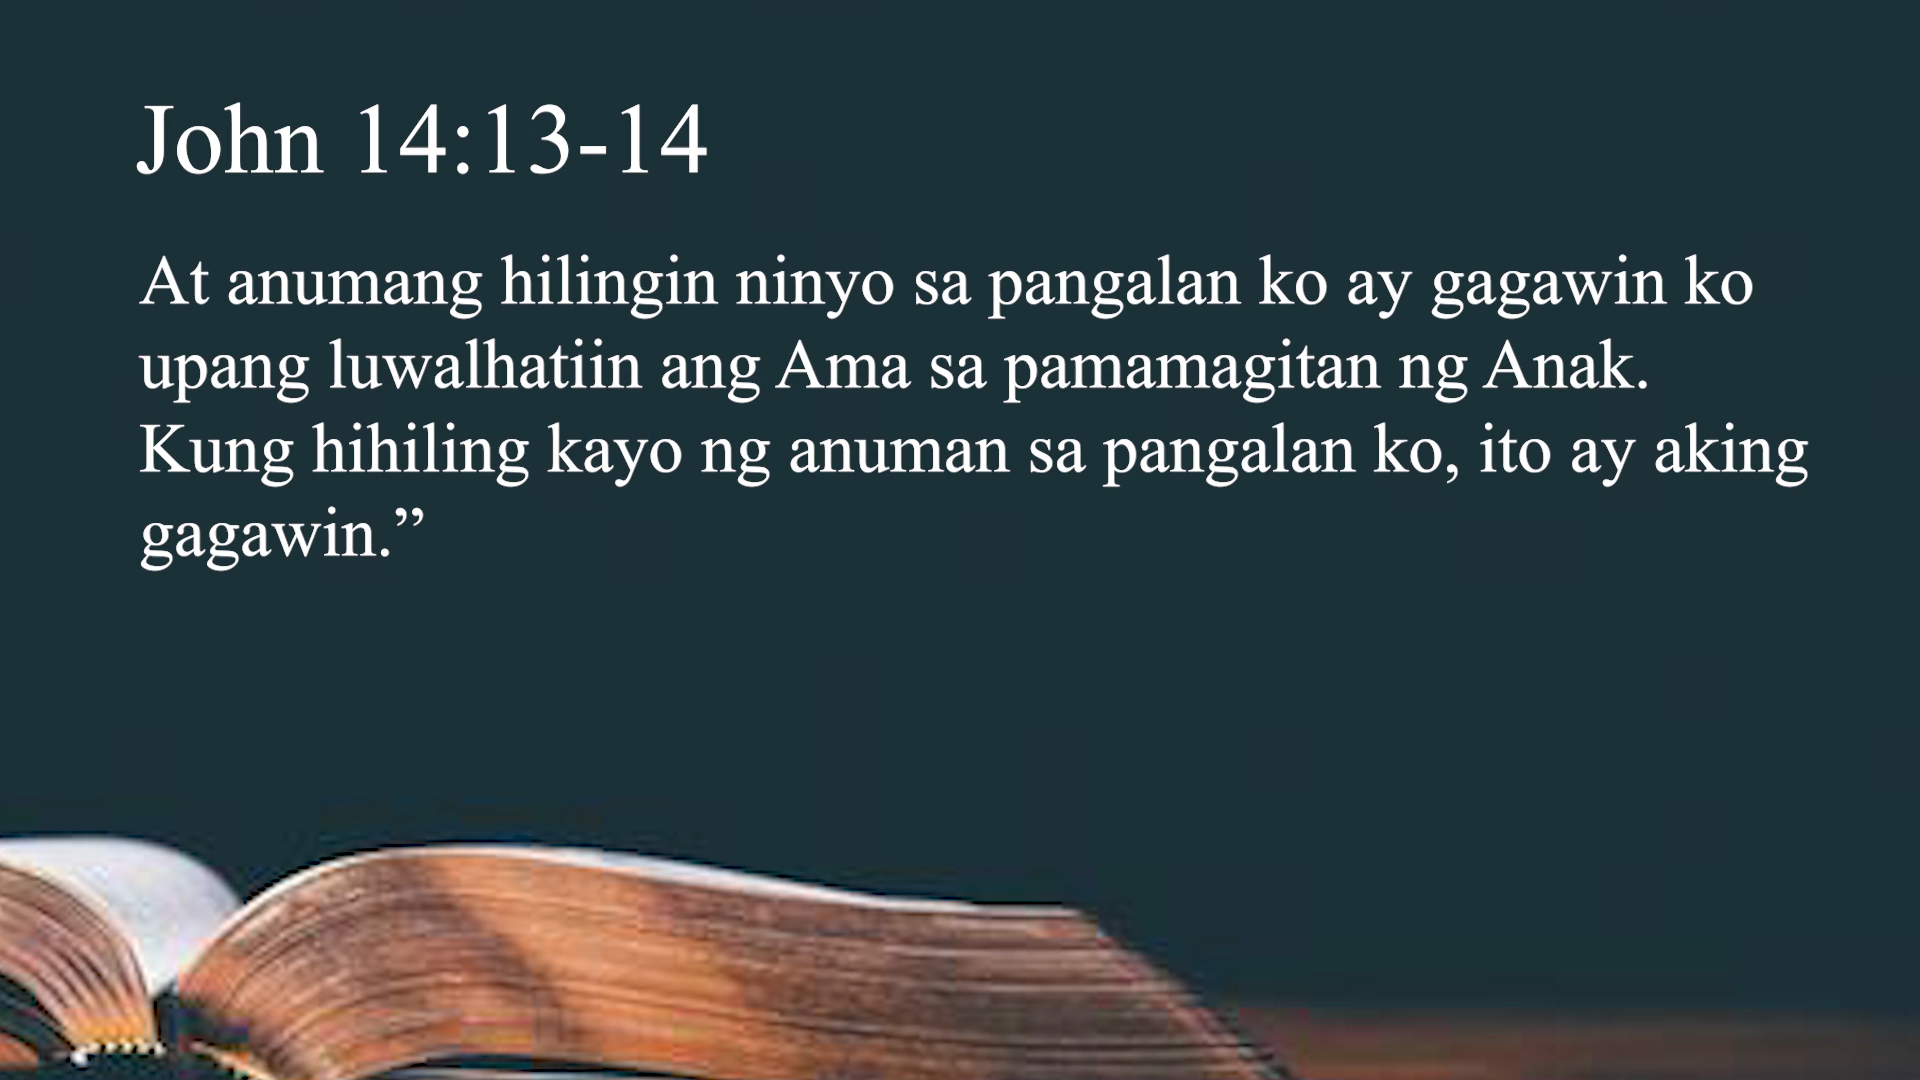 John 14:13-14
At anumang hilingin ninyo sa pangalan ko ay gagawin ko
upang luwalhatiin ang Ama sa pamamagitan ng Anak.
Kung hihiling kayo ng anuman sa pangalan ko, ito ay aking
gagawin.”